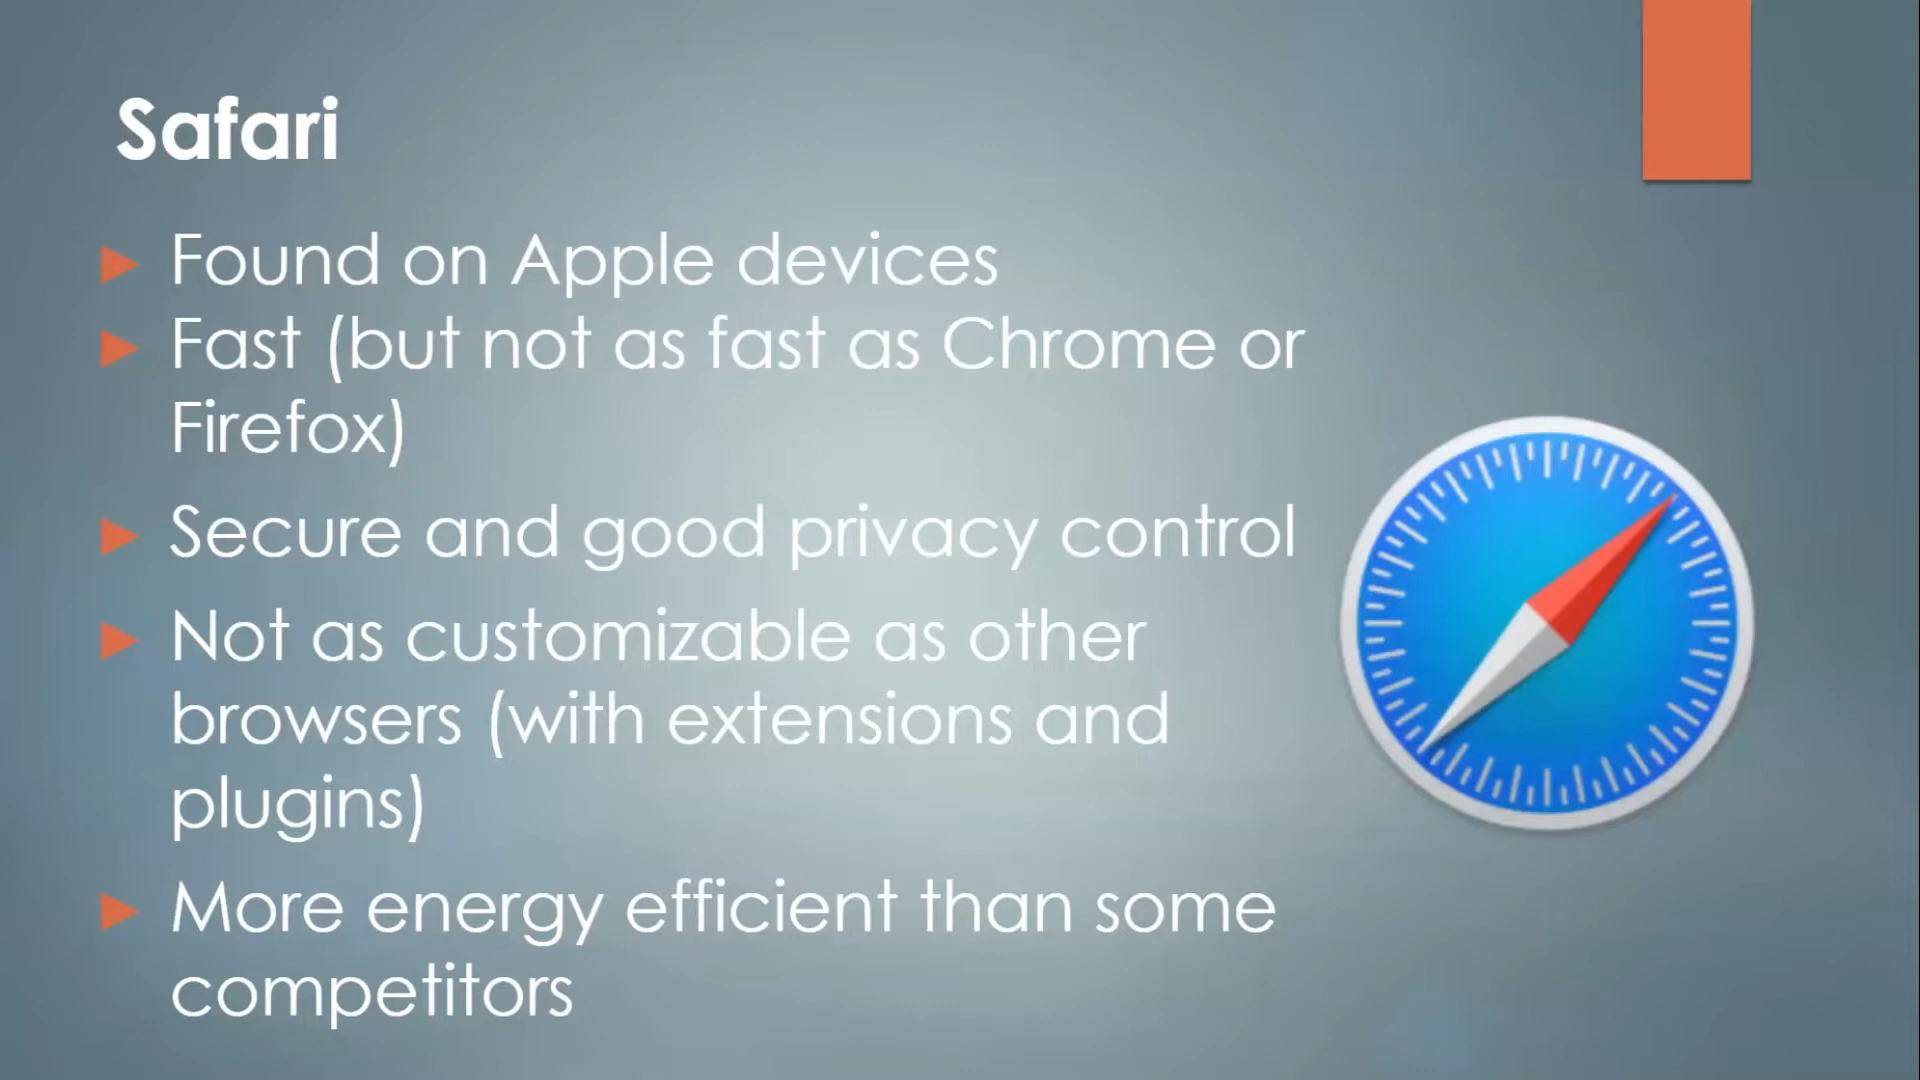 Safari
Found on Apple devices
Fast (but not as fast as Chrome or
Firefox)
Secure and good privacy control
Not as customizable as other
browsers (with extensions and
plugins)
More energy efficient than some
competitors